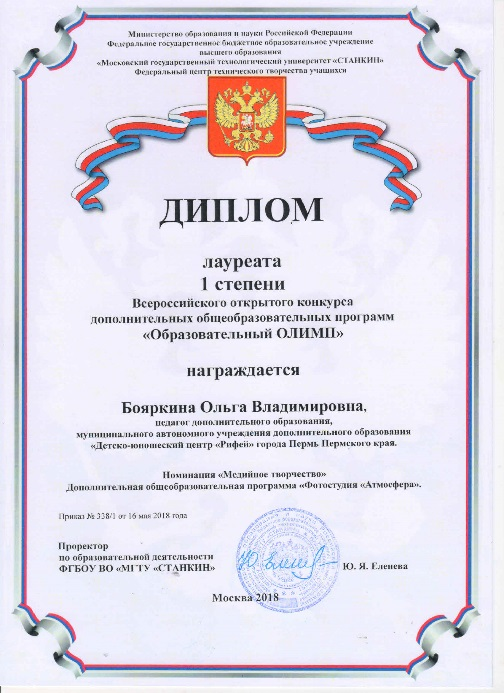 Министерство образования и науки Российской Федерации
Федеральное государственное бюджетное образовательное учреждение
высшего образования
«Московский государственный технологический университет «СТАНКИН»
Федеральный центр технического творчества учащихся
ДИПЛОМ
лауреата
1 степени
Всероссийского открытого конкурса
дополнительных общеобразовательных программ
«Образовательный ОЛИМП»
награждается
Бояркина Ольга Владимировна,
педагог дополнительного образования,
муниципального автономного учреждения дополнительного образования
«Детско-юношеский центр «Рифей» города Пермь Пермского края.
Номинация «Медийное творчество»
Дополнительная общеобразовательная программа «Фотостудия «Атмосфера».
Приказ № 338/1 от 16 мая 2018 года
Проректор
по образовательной деятельности
ФГБОУ ВО «МГТУ «СТАНКИН»
Ю. Я. Еленева
Москва 2018